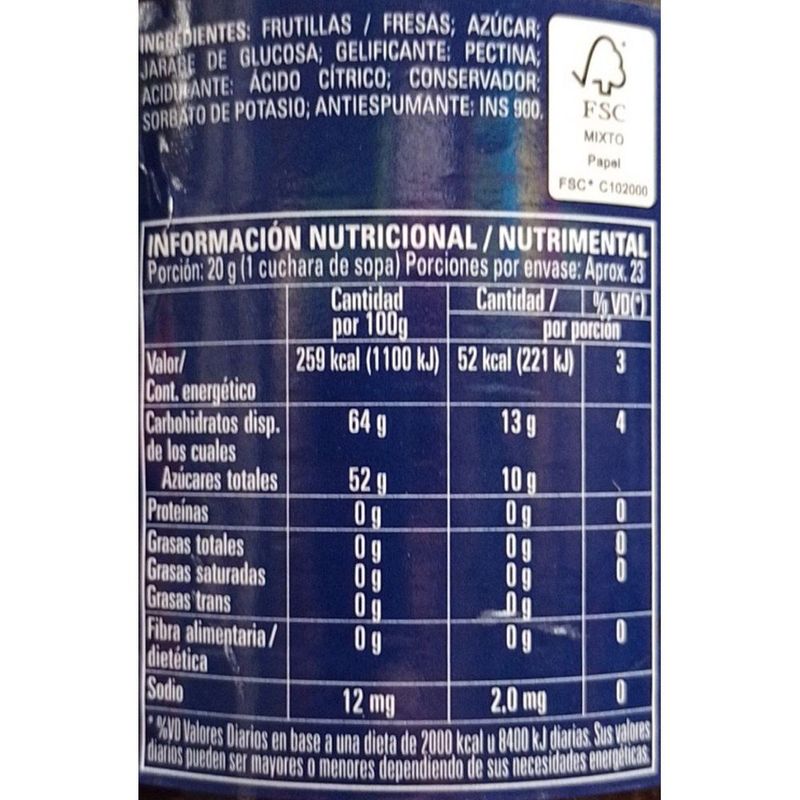 INGREDIENTES: FRUTILLAS / FRESAS; AZÚCAR;
JARABE DE GLUCOSA; GELIFICANTE: PECTINA;
ACIDULANTE: ÁCIDO CÍTRICO; CONSERVADOR:
SORBATO DE POTASIO; ANTIESPUMANTE: INS 900.
FSC
MIXTO
Papel
FSC® C102000
INFORMACIÓN NUTRICIONAL / NUTRIMENTAL
Porción: 20 g (1 cuchara de sopa) Porciones por envase: Aprox. 23
Cantidad por 100g Cantidad / % VD(*)
por porción
Valor/ Cont. energético 259 kcal (1100 kJ) 52 kcal (221 kJ) 3
Carbohidratos disp. 64 g 13 g 4
de los cuales
Azúcares totales 52 g 10 g
Proteínas 0 g 0 g 0
Grasas totales 0 g 0 g 0
Grasas saturadas 0 g 0 g 0
Grasas trans 0 g 0 g
Fibra alimentaria / dietética 0 g 0 g 0
Sodio 12 mg 2,0 mg 0
* %VD Valores Diarios en base a una dieta de 2000 kcal u 8400 kJ diarias. Sus valores
diarios pueden ser mayores o menores dependiendo de sus necesidades energéticas.